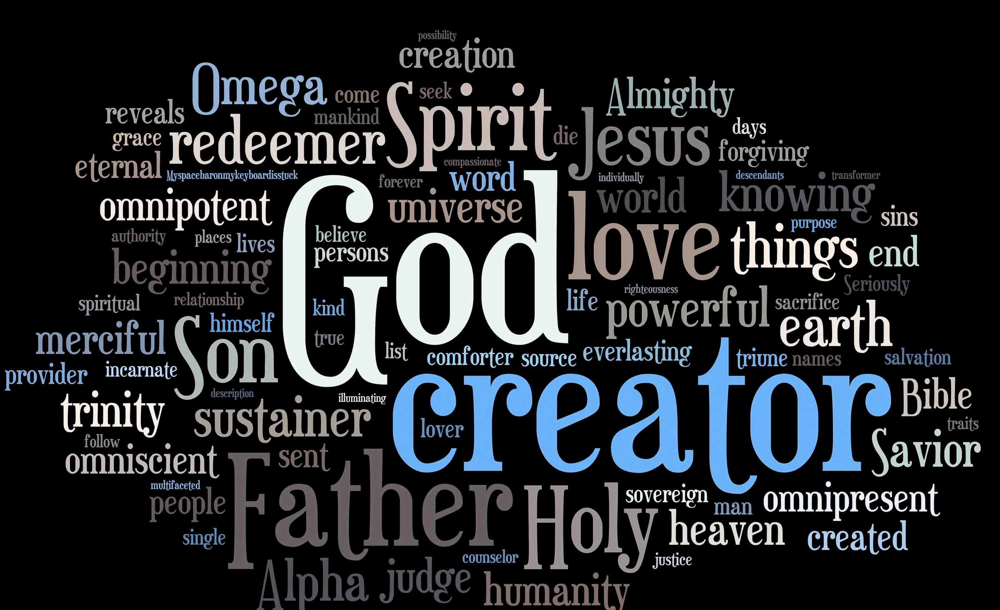 possibility
creation
Omega
come
seek
Spirit
Almighty
reveals
mankind
Jesus
days
grace
redeemer
die
forgiving
eternal
Myspacebaronmykeyboardisstuck
compassionate
forever
word
individually
descendants
transformer
omnipotent
universe
world
knowing
sins
authority
places
lives
believe
persons
God
love
things
purpose
end
beginning
righteousness
Seriously
spiritual
relationship
kind
life
powerful
sacrifice
merciful
himself
Son
true
earth
list
comforter
source
everlasting
triune
names
salvation
provider
incarnate
description
illuminating
creator
Bible
trinity
sustainer
lover
traits
follow
Savior
omniscient
sent
multifaceted
people
Father
Holy
sovereign
man
omnipresent
single
heaven
created
counselor
justice
Alpha
judge
humanity